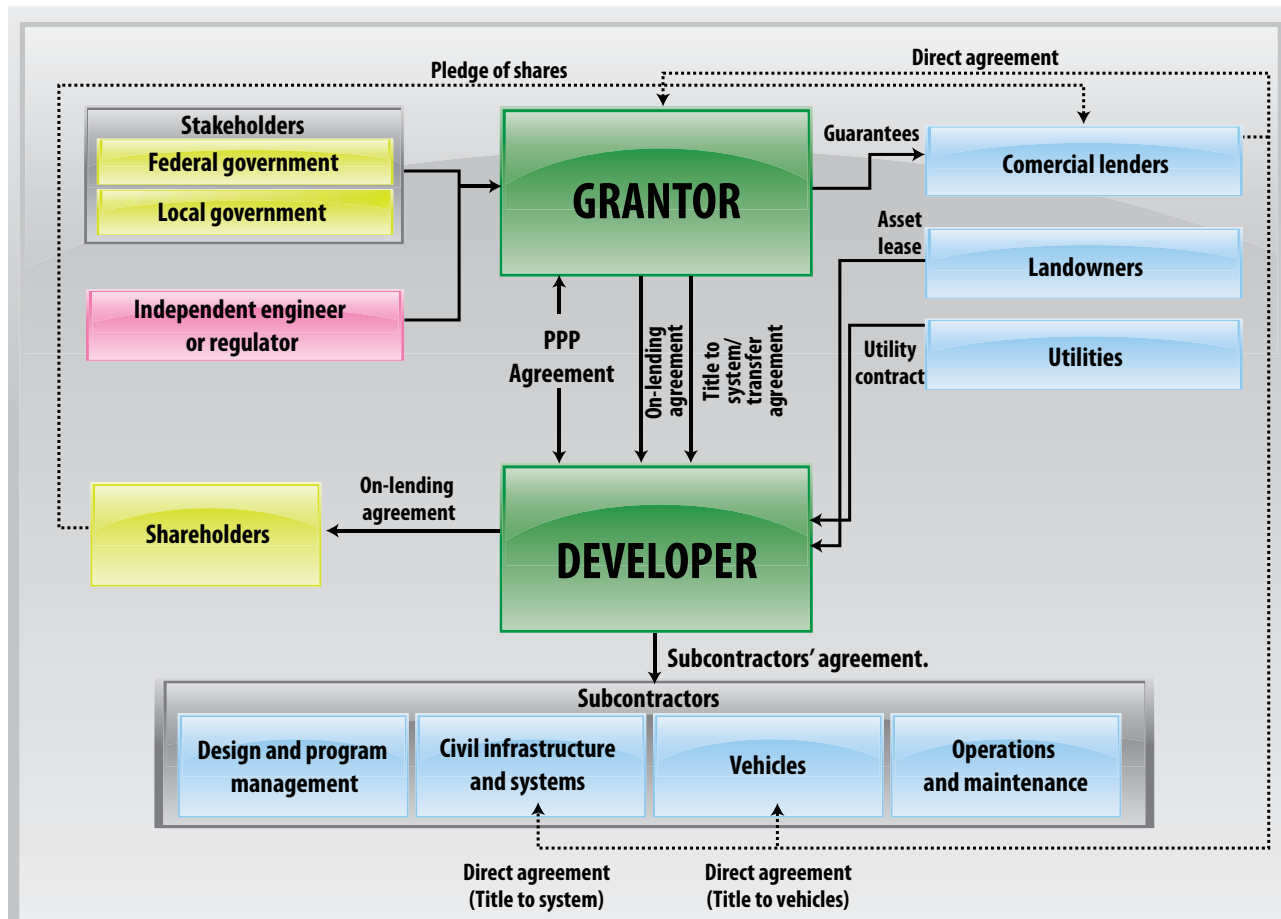 Direct agreement
Pledge of shares
Stakeholders
Federal government
Local government
GRANTOR
Guarantees
Comercial lenders
Asset
lease
Landowners
Independent engineer
or regulator
PPP
Agreement
On-lending
agreement
Title to
system/
transfer
agreement
Utility
contract
Utilities
On-lending
agreement
Shareholders
DEVELOPER
Subcontractors’ agreement.
Subcontractors
Design and program
management
Civil infrastructure
and systems
Vehicles
Operations
and maintenance
Direct agreement
(Title to system)
Direct agreement
(Title to vehicles)